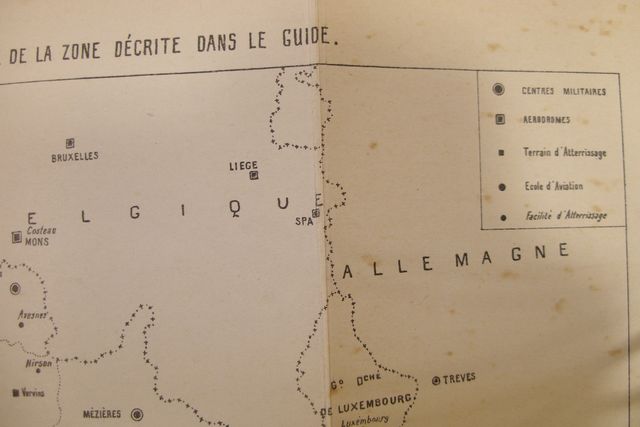 DE LA ZONE DÉCRITE DANS LE GUIDE.
CENTRES MILITAIRES
AERODROMES
Terrain d'Atterrissage
Ecole d'Aviation
Facilité d'Atterrissage
BRUXELLES
LIEGE
ELGIQUE
SPA
Costeau
MONS
ALLEMAGNE
Avesnes
Hirson
Vervins
MÉZIÈRES
Gᴰ DCHÉ
DE LUXEMBOURG
Luxembourg
TREVES